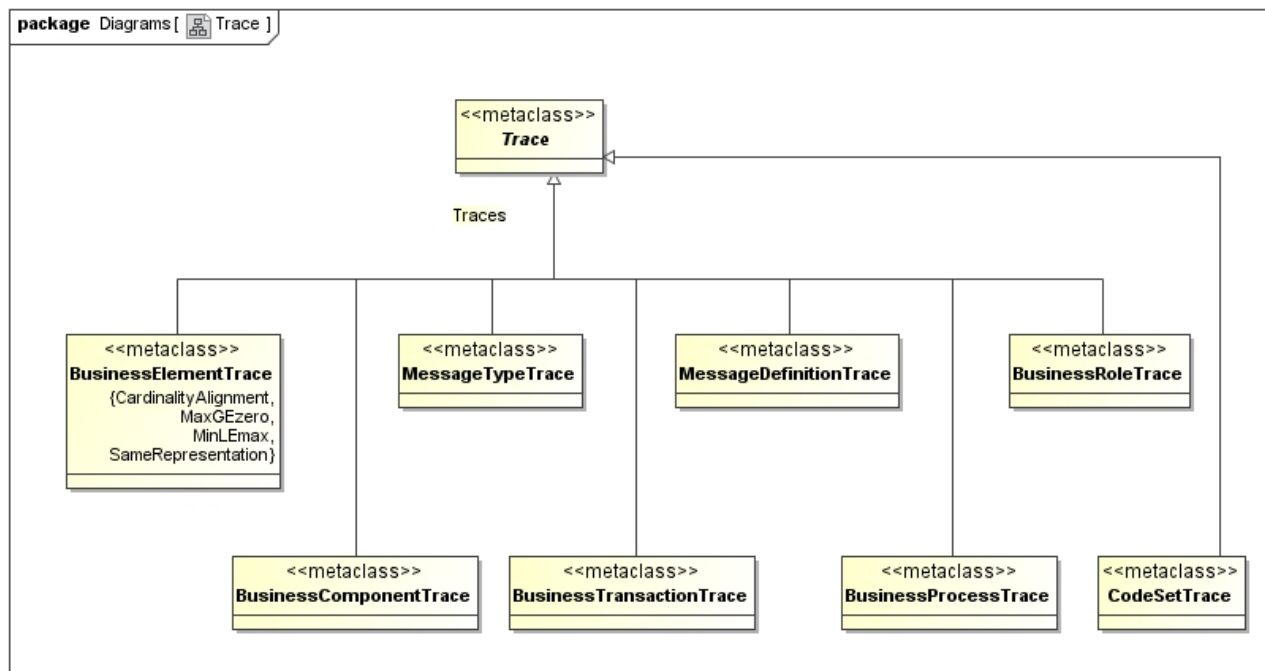 package Diagrams [ Trace ]
<<metaclass>>
Trace
Traces
<<metaclass>>
BusinessElementTrace
{CardinalityAlignment,
MaxGEzero,
MinLEmax,
SameRepresentation}
<<metaclass>>
MessageTypeTrace
<<metaclass>>
MessageDefinitionTrace
<<metaclass>>
BusinessRoleTrace
<<metaclass>>
BusinessComponentTrace
<<metaclass>>
BusinessTransactionTrace
<<metaclass>>
BusinessProcessTrace
<<metaclass>>
CodeSetTrace